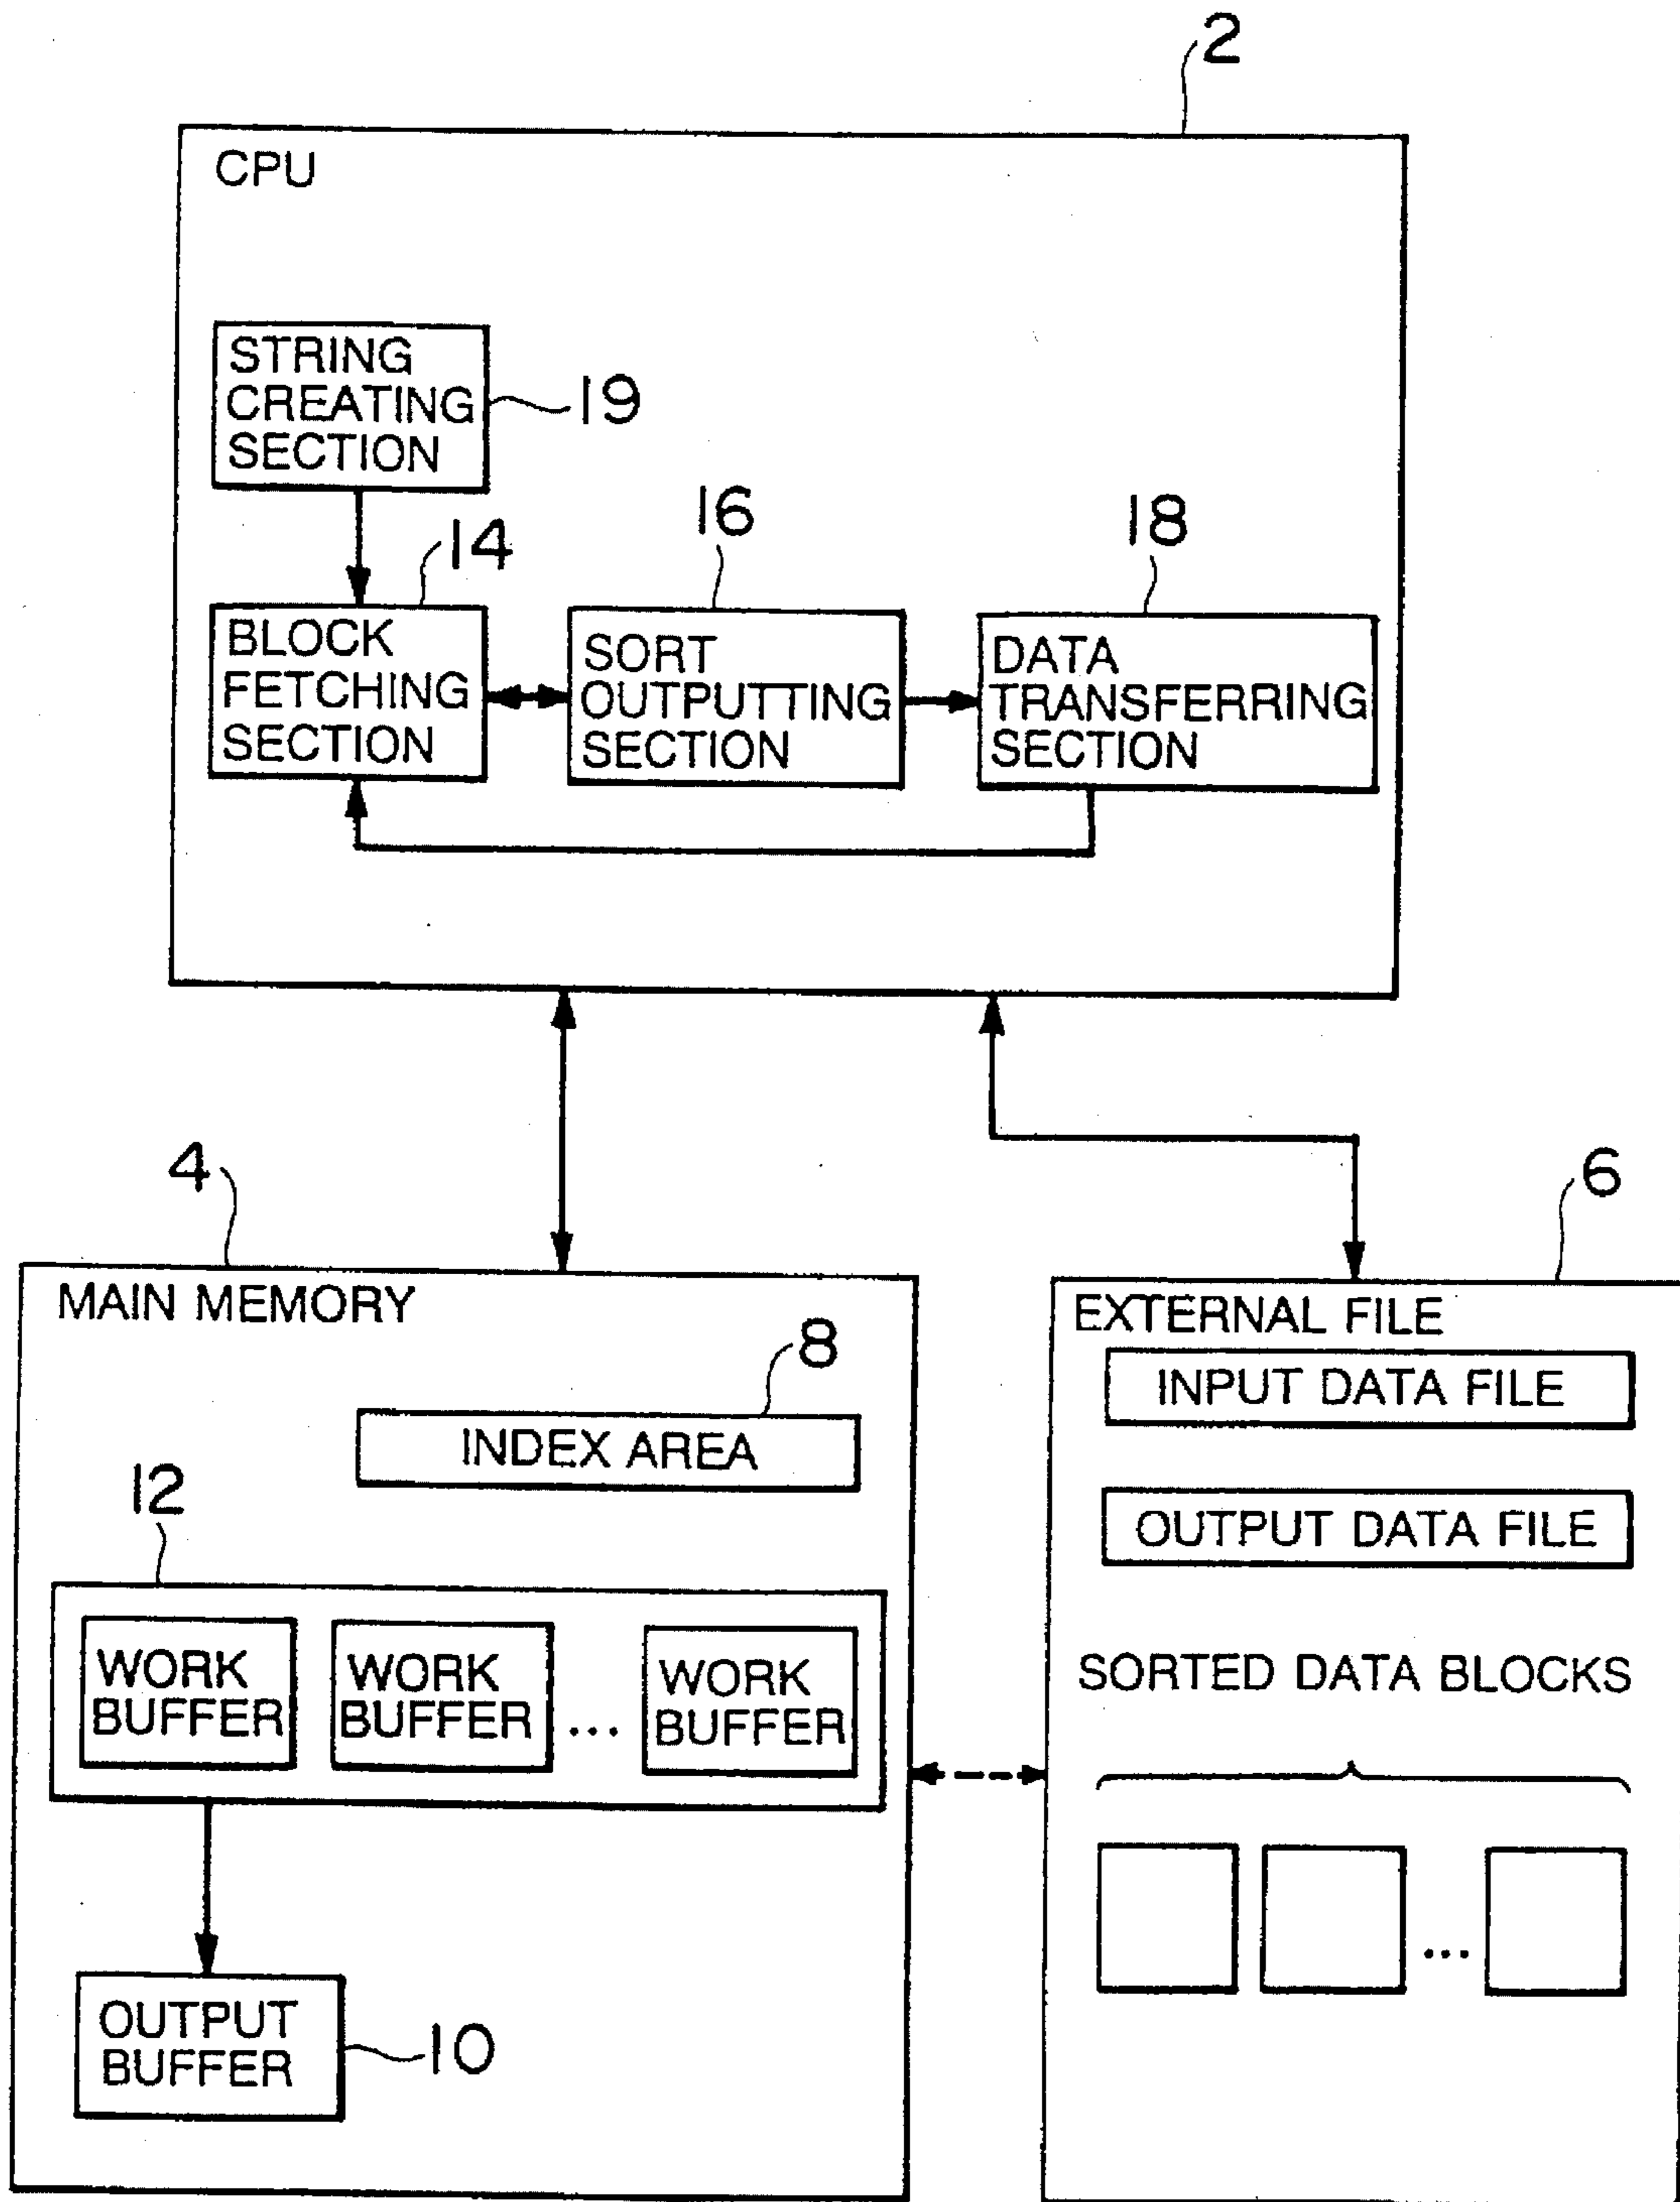 2
CPU
STRING
CREATING
SECTION
19
14
16
18
BLOCK
FETCHING
SECTION
SORT
OUTPUTTING
SECTION
DATA
TRANSFERRING
SECTION
4
6
MAIN MEMORY
8
INDEX AREA
12
WORK
BUFFER
WORK
BUFFER
...
WORK
BUFFER
OUTPUT
BUFFER
10
EXTERNAL FILE
INPUT DATA FILE
OUTPUT DATA FILE
SORTED DATA BLOCKS
...